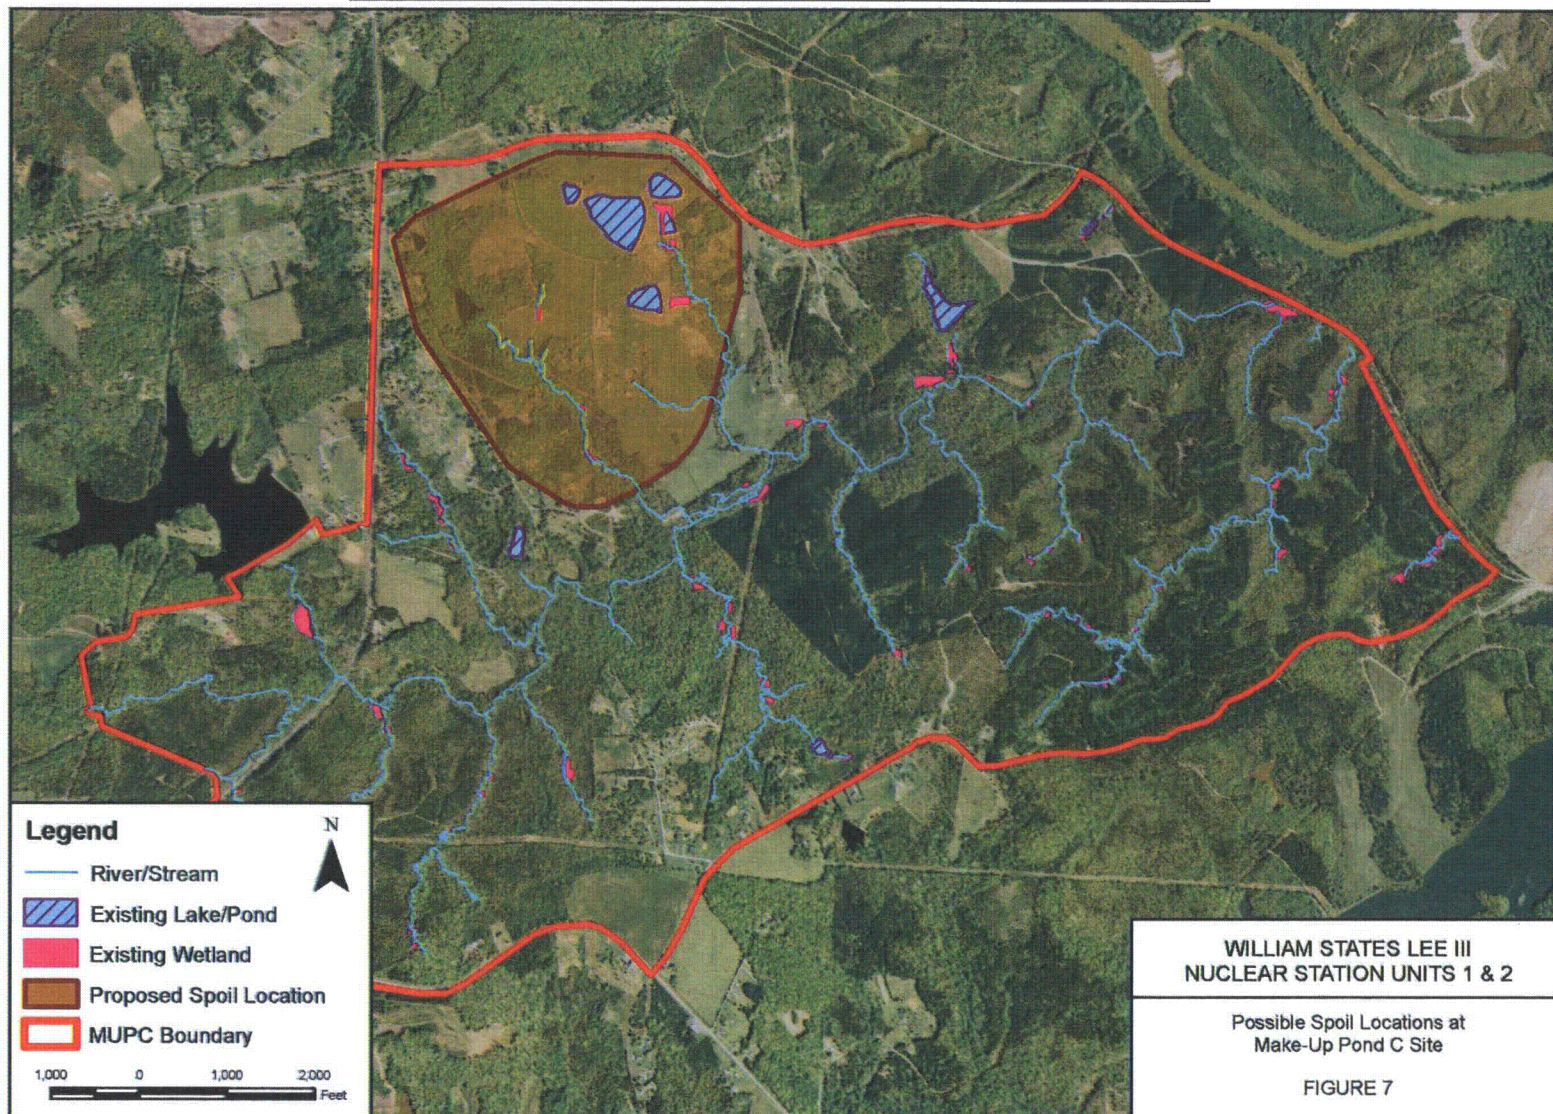 Legend
N
River/Stream
Existing Lake/Pond
Existing Wetland
Proposed Spoil Location
MUPC Boundary
1,000 0 1,000 2,000
Feet
WILLIAM STATES LEE III
NUCLEAR STATION UNITS 1 & 2
Possible Spoil Locations at
Make-Up Pond C Site
FIGURE 7